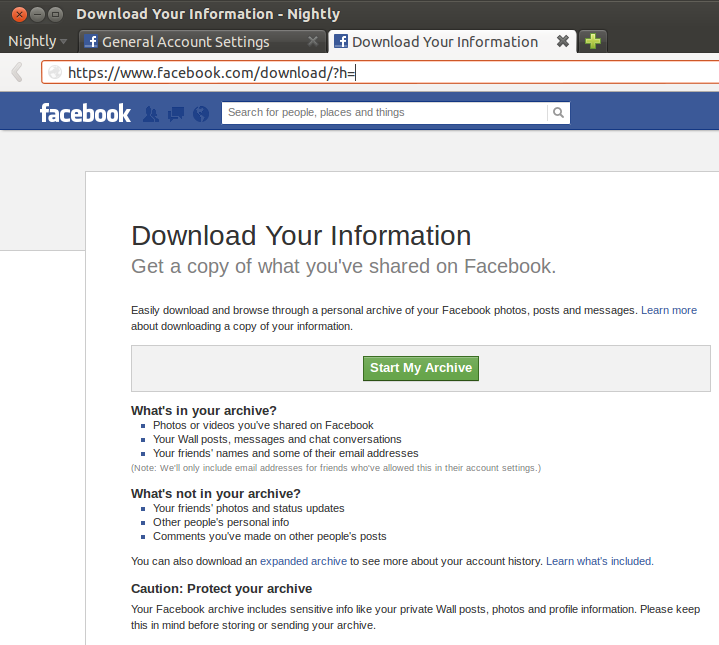 Download Your Information - Nightly
Nightly
General Account Settings
Download Your Information
https://www.facebook.com/download/?h=
facebook
Search for people, places and things
Download Your Information
Get a copy of what you've shared on Facebook.
Easily download and browse through a personal archive of your Facebook photos, posts and messages. Learn more
about downloading a copy of your information.
Start My Archive
What's in your archive?
Photos or videos you've shared on Facebook
Your Wall posts, messages and chat conversations
Your friends' names and some of their email addresses
(Note: We'll only include email addresses for friends who've allowed this in their account settings.)
What's not in your archive?
Your friends' photos and status updates
Other people's personal info
Comments you've made on other people's posts
You can also download an expanded archive to see more about your account history. Learn what's included.
Caution: Protect your archive
Your Facebook archive includes sensitive info like your private Wall posts, photos and profile information. Please keep
this in mind before storing or sending your archive.